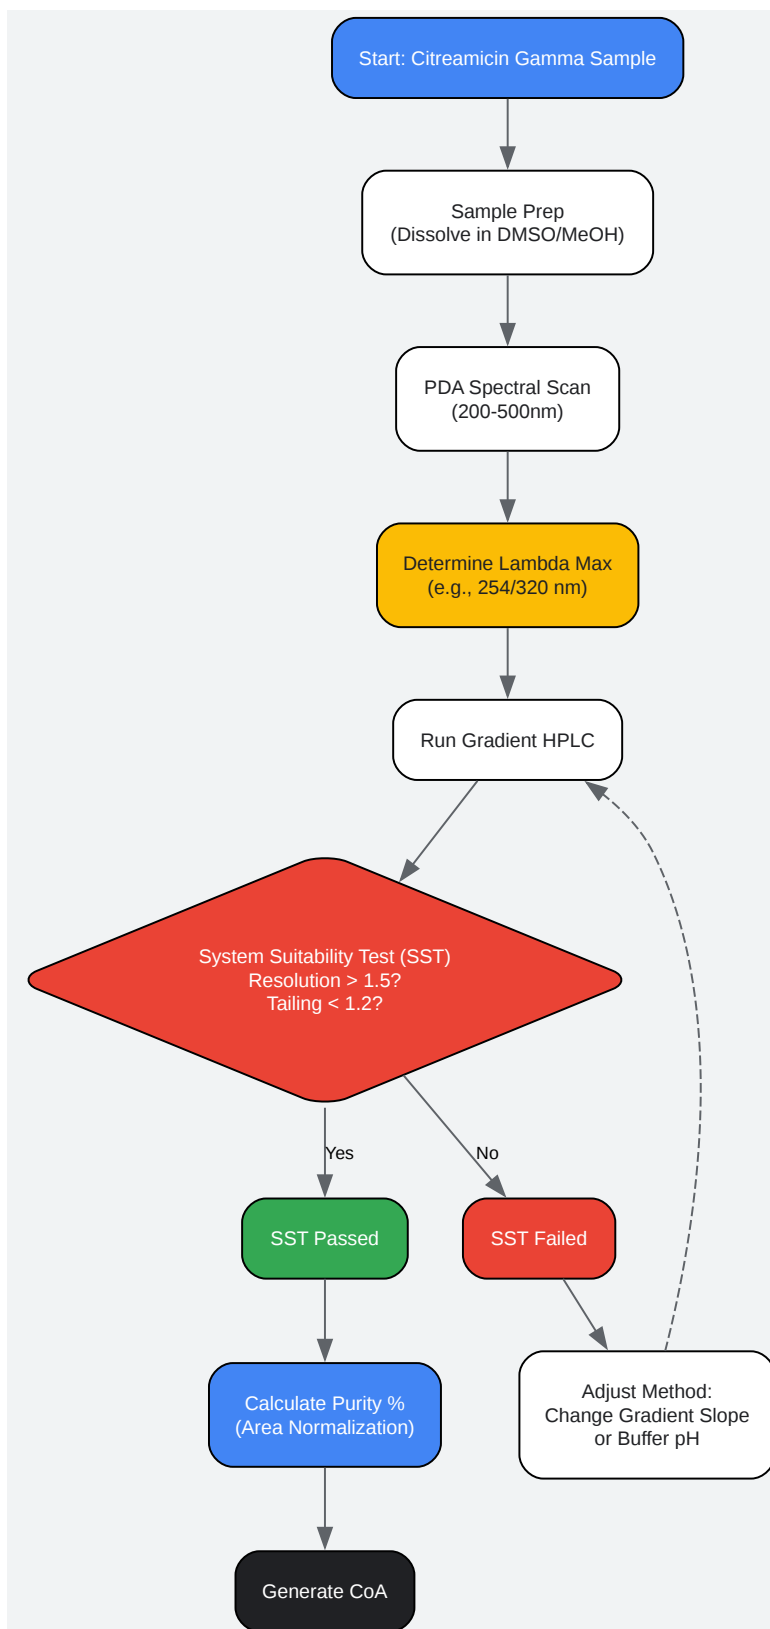 Start: Citreamicin Gamma Sample
Sample Prep
(Dissolve in DMSO/MeOH)
PDA Spectral Scan
(200-500nm)
Determine Lambda Max
(e.g., 254/320 nm)
Run Gradient HPLC
System Suitability Test (SST)
Resolution > 1.5?
Tailing < 1.2?
Yes
No
SST Passed
SST Failed
Calculate Purity %
(Area Normalization)
Adjust Method:
Change Gradient Slope
or Buffer pH
Generate CoA